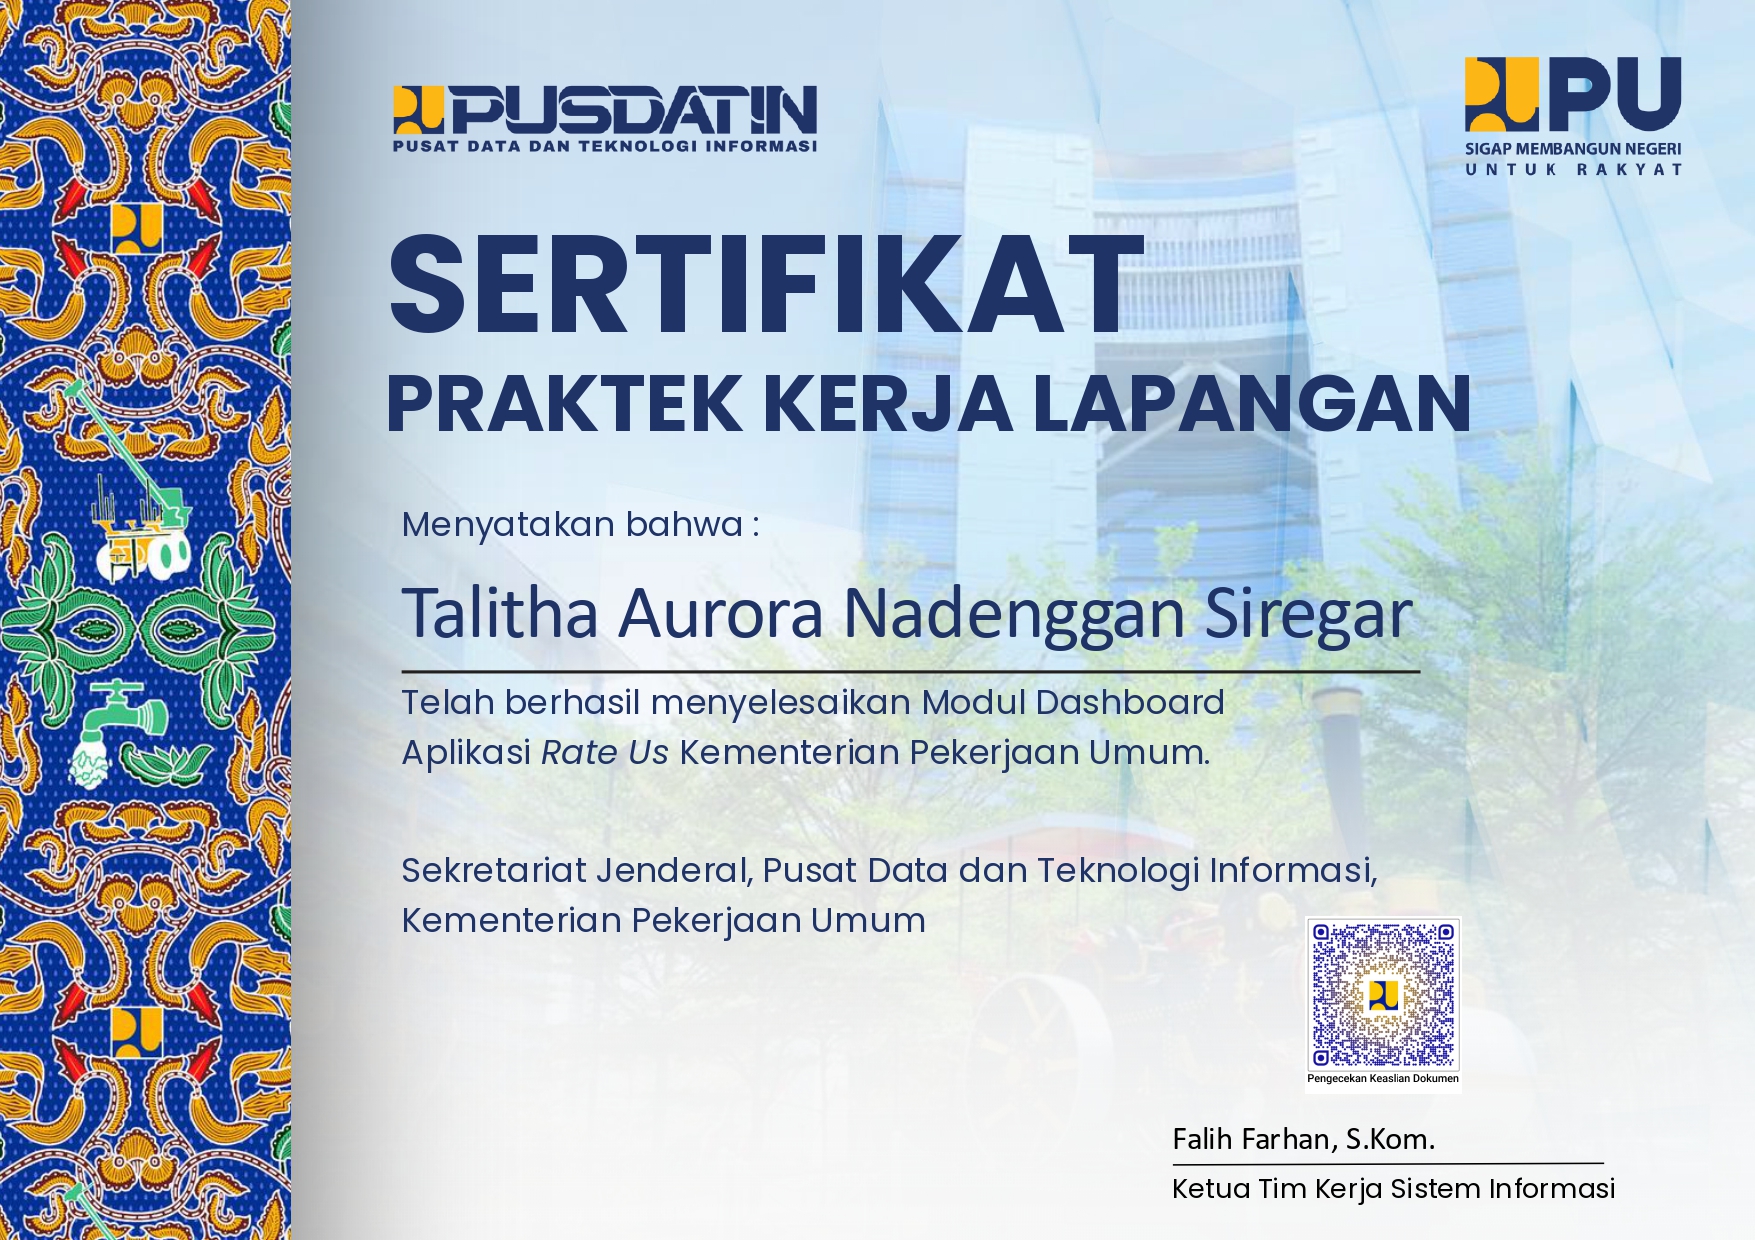 PUSDATIN
PUSAT DATA DAN TEKNOLOGI INFORMASI
PU
SIGAP MEMBANGUN NEGERI
UNTUK RAKYAT
SERTIFIKAT
PRAKTEK KERJA LAPANGAN
Menyatakan bahwa :
Talitha Aurora Nadenggan Siregar
Telah berhasil menyelesaikan Modul Dashboard
Aplikasi Rate Us Kementerian Pekerjaan Umum.
Sekretariat Jenderal, Pusat Data dan Teknologi Informasi,
Kementerian Pekerjaan Umum
Pengecekan Keaslian Dokumen
Falih Farhan, S.Kom.
Ketua Tim Kerja Sistem Informasi